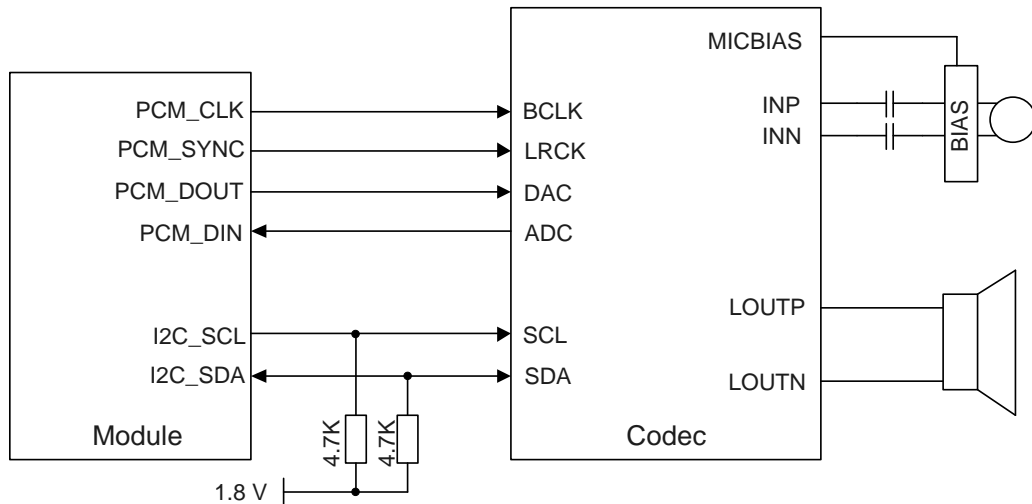 MICBIAS
PCM_CLK
BCLK
INP
BIAS
PCM_SYNC
LRCK
INN
PCM_DOUT
DAC
PCM_DIN
ADC
I2C_SCL
SCL
LOUTP
I2C_SDA
SDA
LOUTN
Module
4.7K
4.7K
Codec
1.8 V